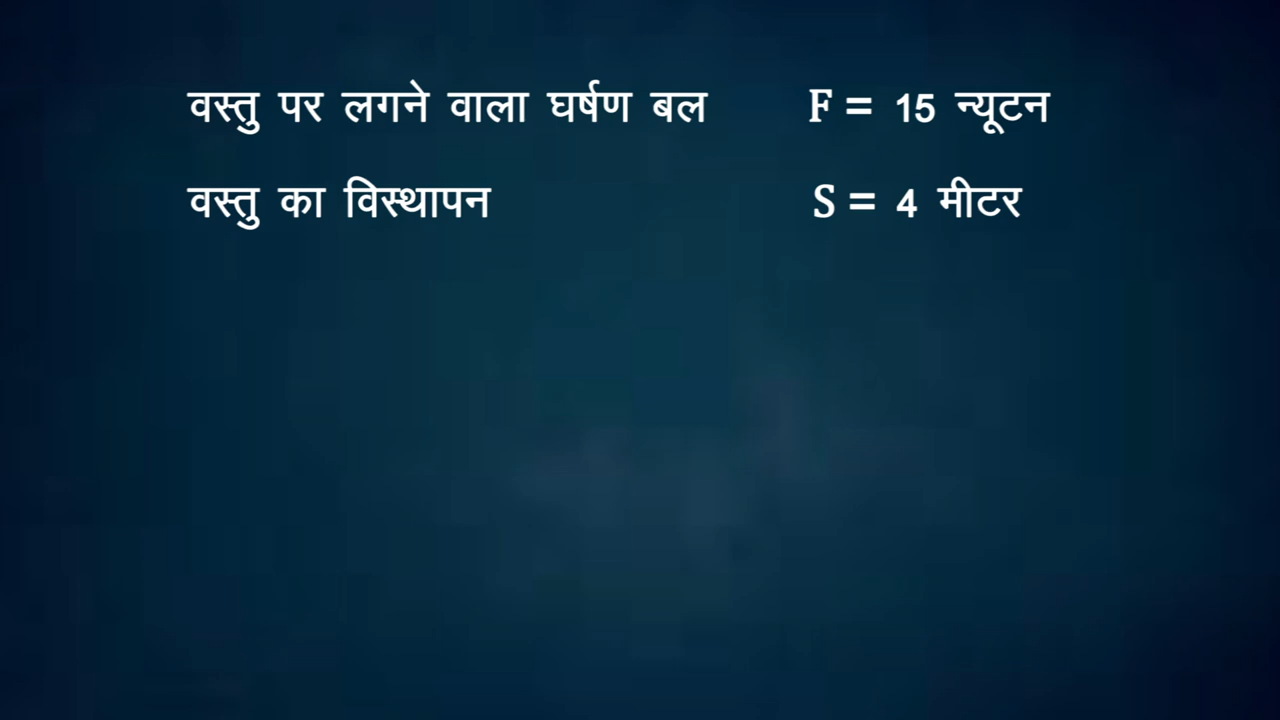 वस्तु पर लगने वाला घर्षण बल F = 15 न्यूटन
वस्तु का विस्थापन S = 4 मीटर